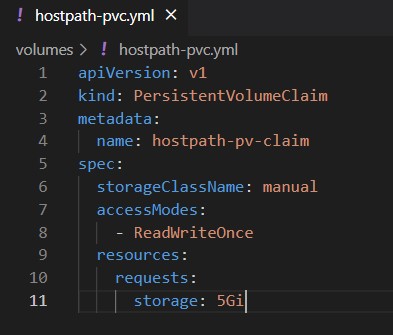 ! hostpath-pvc.yml ×
volumes > ! hostpath-pvc.yml
1 apiVersion: v1
2 kind: PersistentVolumeClaim
3 metadata:
4   name: hostpath-pv-claim
5 spec:
6   storageClassName: manual
7   accessModes:
8     - ReadWriteOnce
9   resources:
10     requests:
11       storage: 5Gi